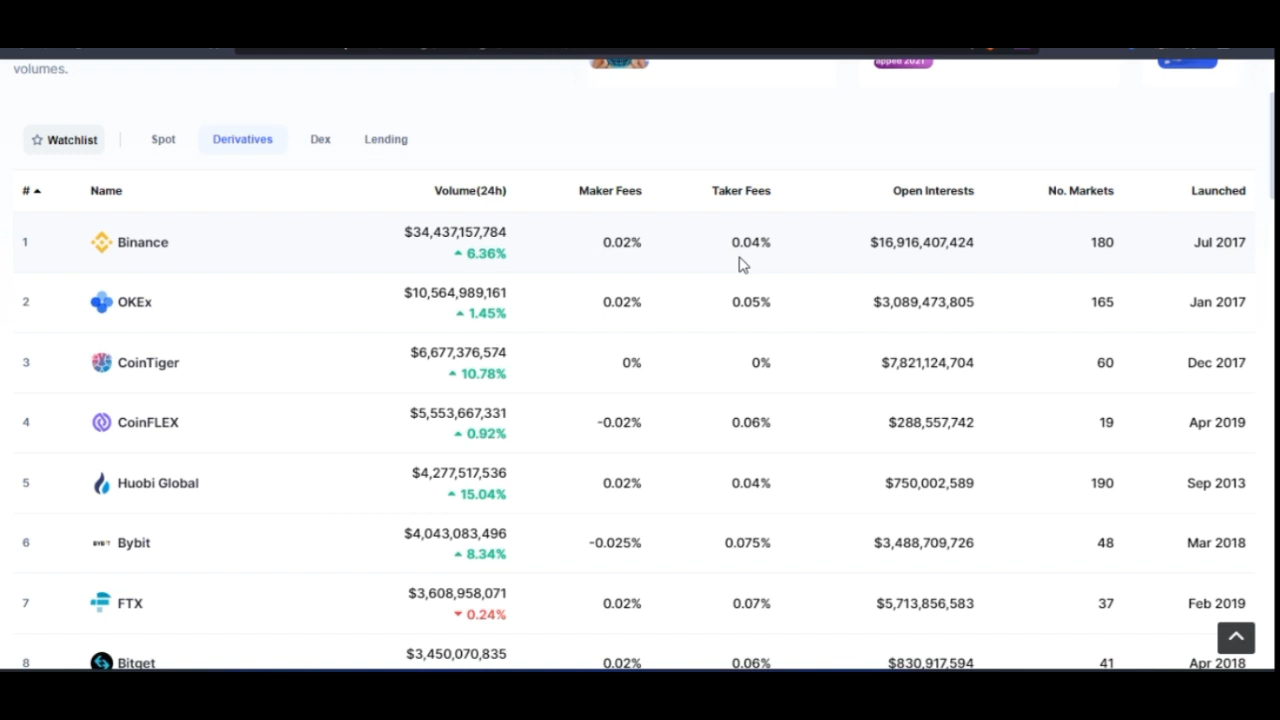 volumes.
apped 2021
Watchlist Spot Derivatives Dex Lending
# Name Volume(24h) Maker Fees Taker Fees Open Interests No. Markets Launched
1 Binance $34,437,157,784 0.02% 0.04% $16,916,407,424 180 Jul 2017
6.36%
2 OKEx $10,564,989,161 0.02% 0.05% $3,089,473,805 165 Jan 2017
1.45%
3 CoinTiger $6,677,376,574 0% 0% $7,821,124,704 60 Dec 2017
10.78%
4 CoinFLEX $5,553,667,331 -0.02% 0.06% $288,557,742 19 Apr 2019
0.92%
5 Huobi Global $4,277,517,536 0.02% 0.04% $750,002,589 190 Sep 2013
15.04%
6 Bybit $4,043,083,496 -0.025% 0.075% $3,488,709,726 48 Mar 2018
8.34%
7 FTX $3,608,958,071 0.02% 0.07% $5,713,856,583 37 Feb 2019
0.24%
8 Bitget $3,450,070,835 0.02% 0.06% $830,917,594 41 Apr 2018